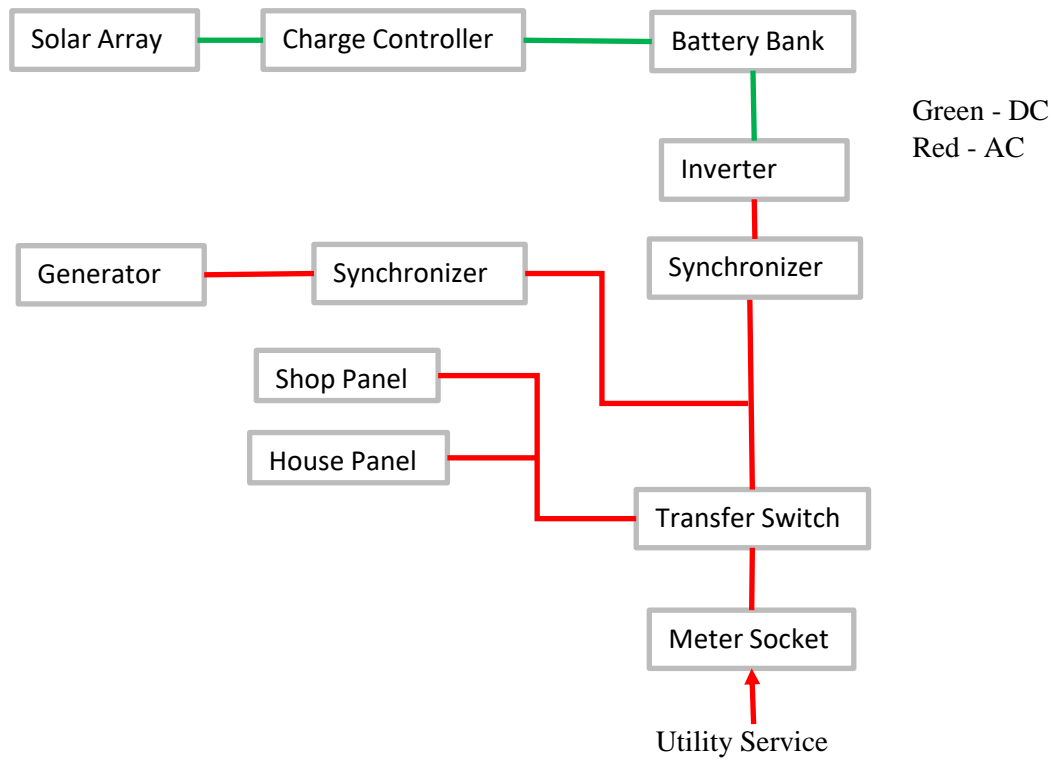 Solar Array
Charge Controller
Battery Bank
Green - DC
Red - AC
Inverter
Generator
Synchronizer
Synchronizer
Shop Panel
House Panel
Transfer Switch
Meter Socket
Utility Service